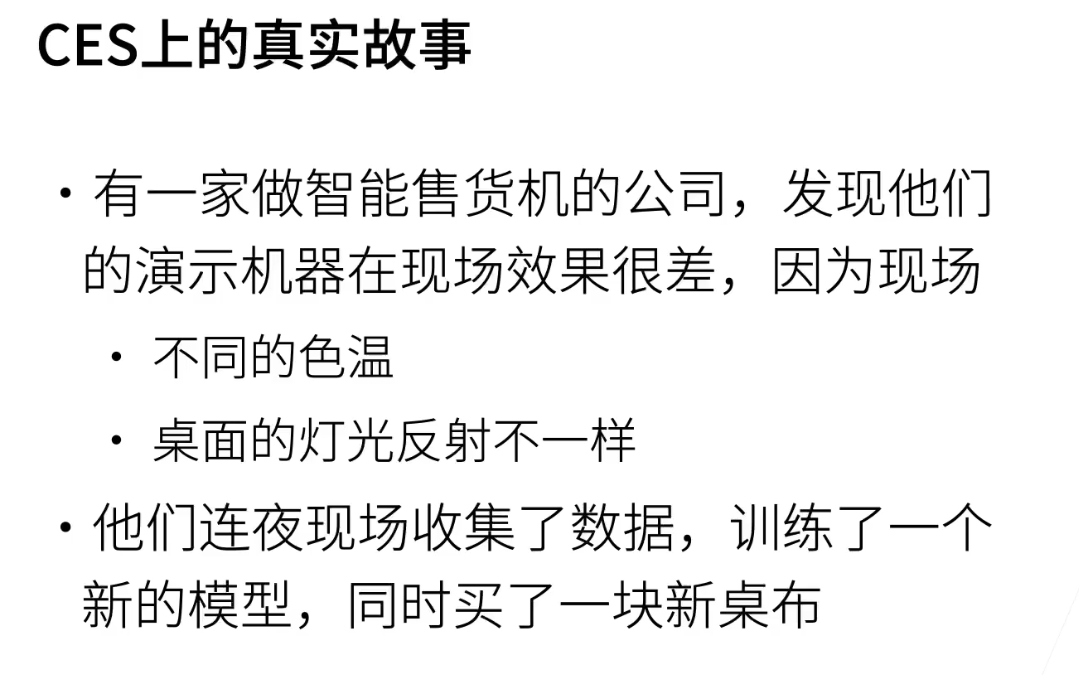 CES上的真实故事
• 有一家做智能售货机的公司，发现他们
的演示机器在现场效果很差，因为现场
• 不同的色温
• 桌面的灯光反射不一样
• 他们连夜现场收集了数据，训练了一个
新的模型，同时买了一块新桌布